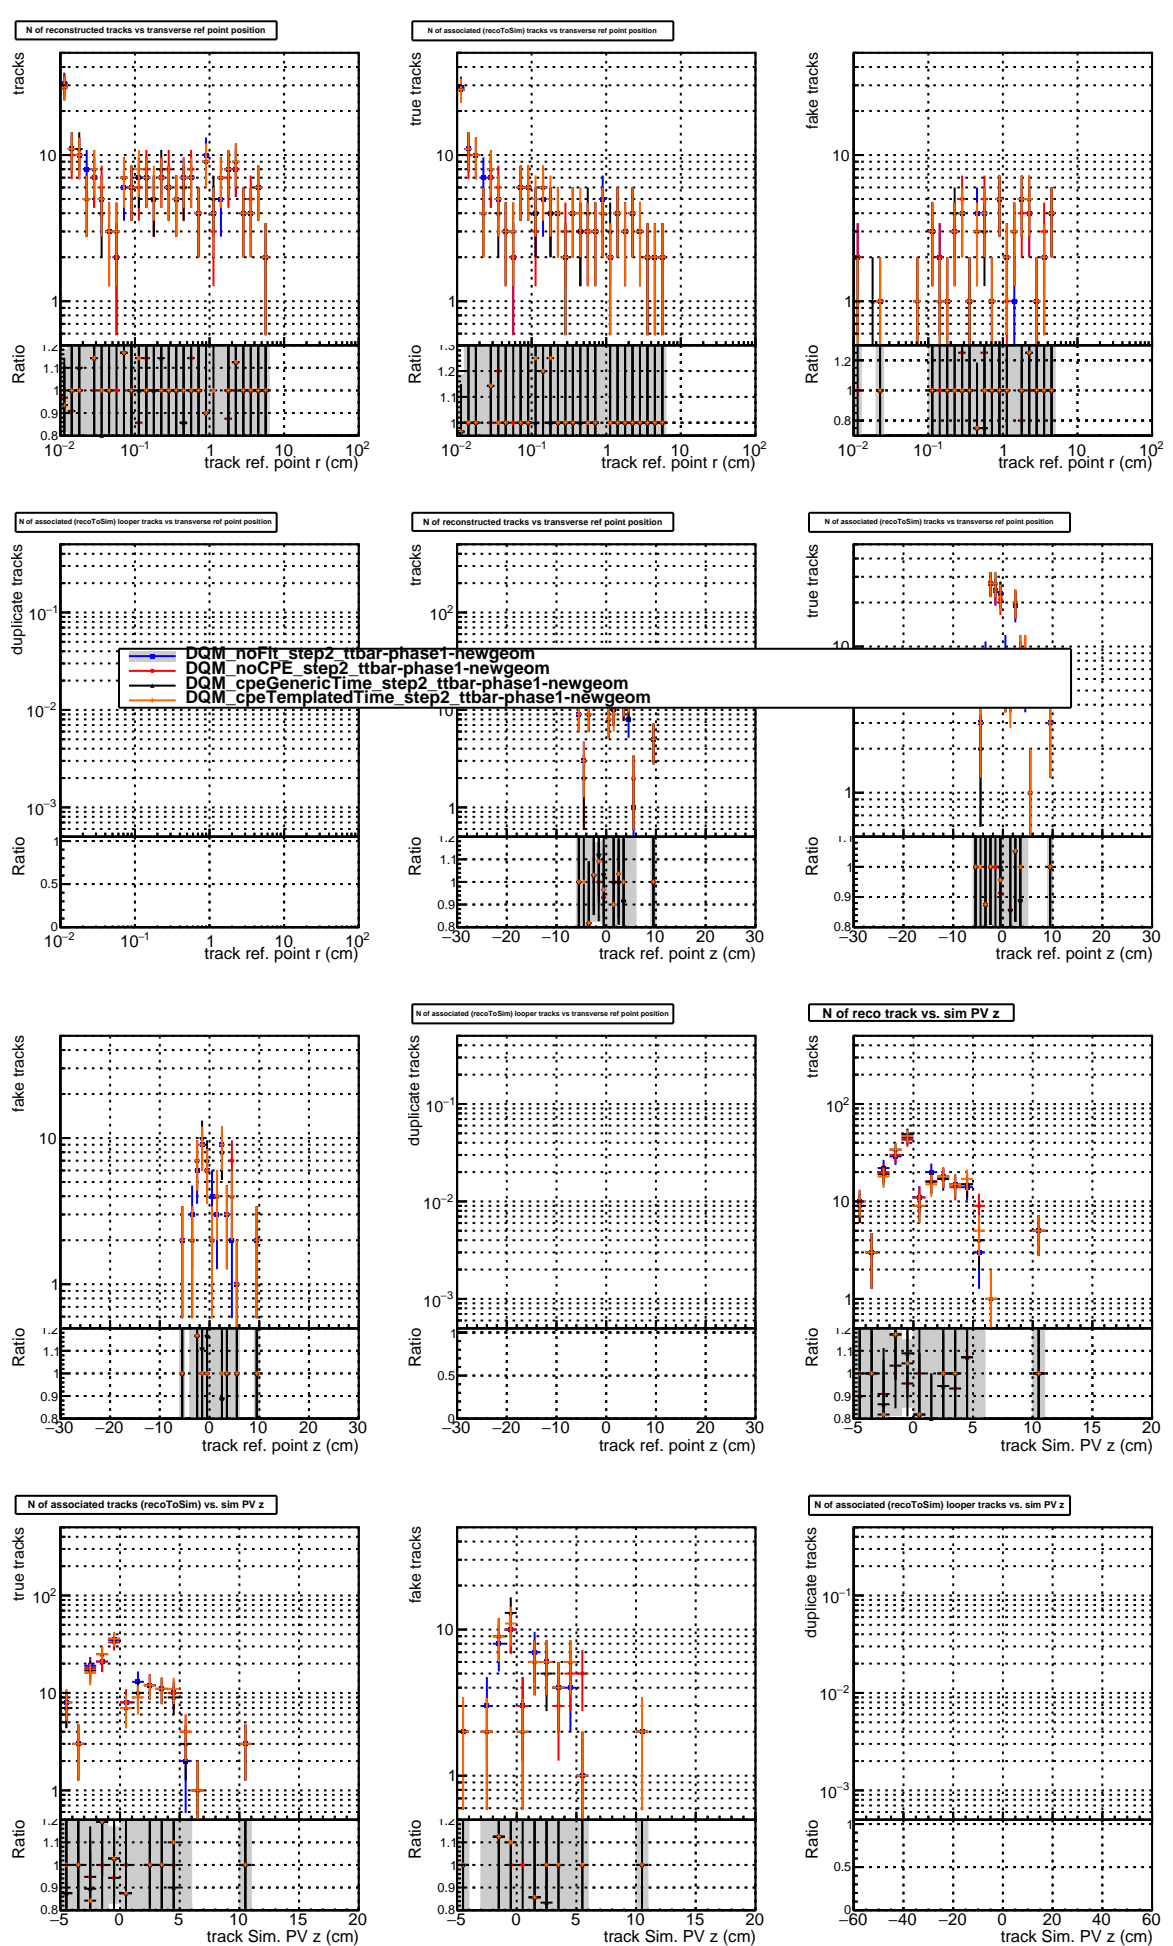 N of reconstructed tracks vs transverse ref point position
tracks
10
1
Ratio
1.2
1.1
1
0.9
0.8
10−2 10−1 1 10 102
track ref. point r (cm)
N of associated (recoToSim) tracks vs transverse ref point position
true tracks
10
1
Ratio
1.3
1.2
1.1
1
10−2 10−1 1 10 102
track ref. point r (cm)
fake tracks
10
1
Ratio
1.2
1
0.8
10−2 10−1 1 10 102
track ref. point r (cm)
N of associated (recoToSim) looper tracks vs transverse ref point position
duplicate tracks
10−1
10−2
10−3
Ratio
1
0.5
0
10−2 10−1 1 10 102
track ref. point r (cm)
N of reconstructed tracks vs transverse ref point position
tracks
102
1
Ratio
1.2
1.1
1
0.9
0.8
−30 −20 −10 0 10 20 30
track ref. point z (cm)
N of associated (recoToSim) tracks vs transverse ref point position
true tracks
10
1
Ratio
1.2
1.1
1
0.9
0.8
−30 −20 −10 0 10 20 30
track ref. point z (cm)
DQM_noFit_step2_ttbar-phase1-newgeom
DQM_noCPE_step2_ttbar-phase1-newgeom
DQM_cpeGenericTime_step2_ttbar-phase1-newgeom
DQM_cpeTemplatedTime_step2_ttbar-phase1-newgeom
fake tracks
10
1
Ratio
1.2
1.1
1
0.9
0.8
−30 −20 −10 0 10 20 30
track ref. point z (cm)
N of associated (recoToSim) looper tracks vs transverse ref point position
duplicate tracks
10−1
10−2
10−3
Ratio
1
0.5
0
−30 −20 −10 0 10 20 30
track ref. point z (cm)
N of reco track vs. sim PV z
tracks
102
10
1
Ratio
1.2
1.1
1
0.9
0.8
−5 0 5 10 15 20
track Sim. PV z (cm)
N of associated tracks (recoToSim) vs. sim PV z
true tracks
102
10
1
Ratio
1.2
1.1
1
0.9
0.8
−5 0 5 10 15 20
track Sim. PV z (cm)
fake tracks
10
1
Ratio
1.2
1.1
1
0.9
0.8
−5 0 5 10 15 20
track Sim. PV z (cm)
N of associated (recoToSim) looper tracks vs. sim PV z
duplicate tracks
10−1
10−2
10−3
Ratio
1
0.5
0
−60 −40 −20 0 20 40 60
track Sim. PV z (cm)